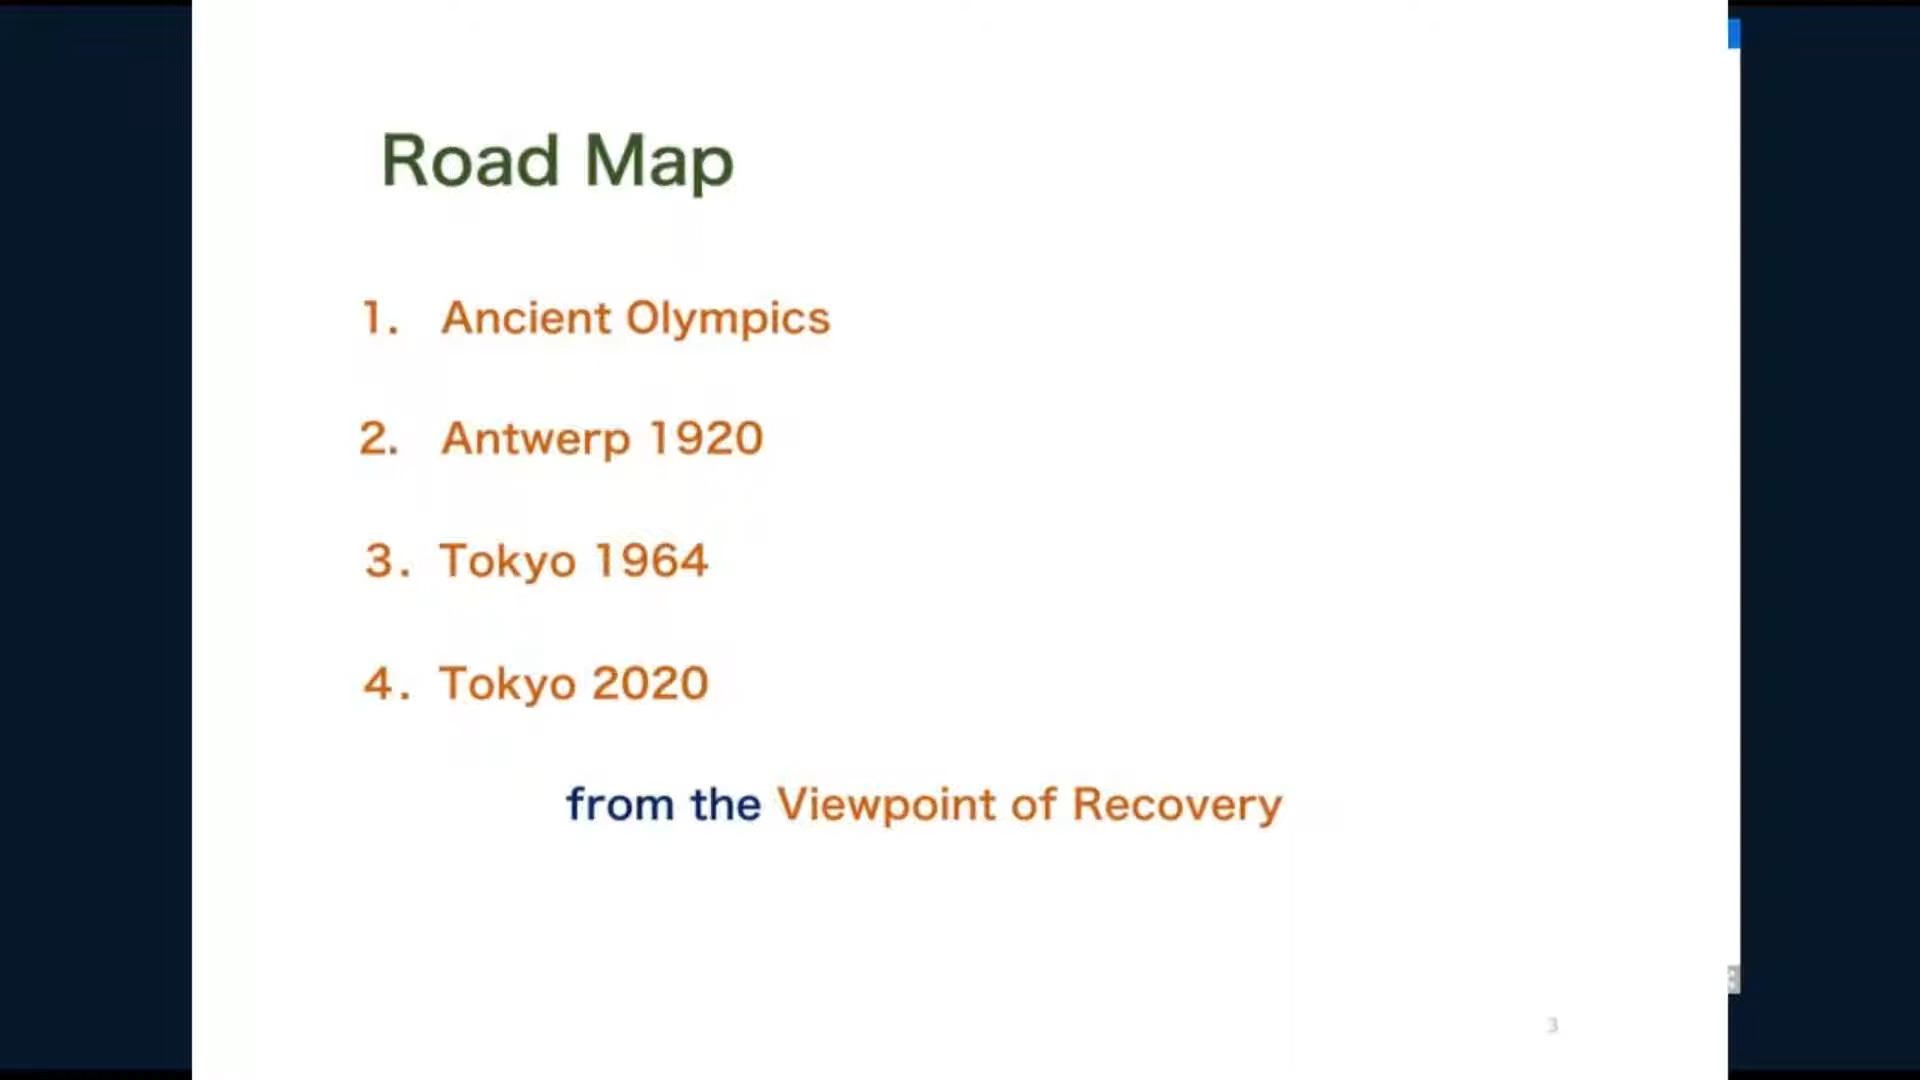 Road Map
1. Ancient Olympics
2. Antwerp 1920
3. Tokyo 1964
4. Tokyo 2020
from the Viewpoint of Recovery
3